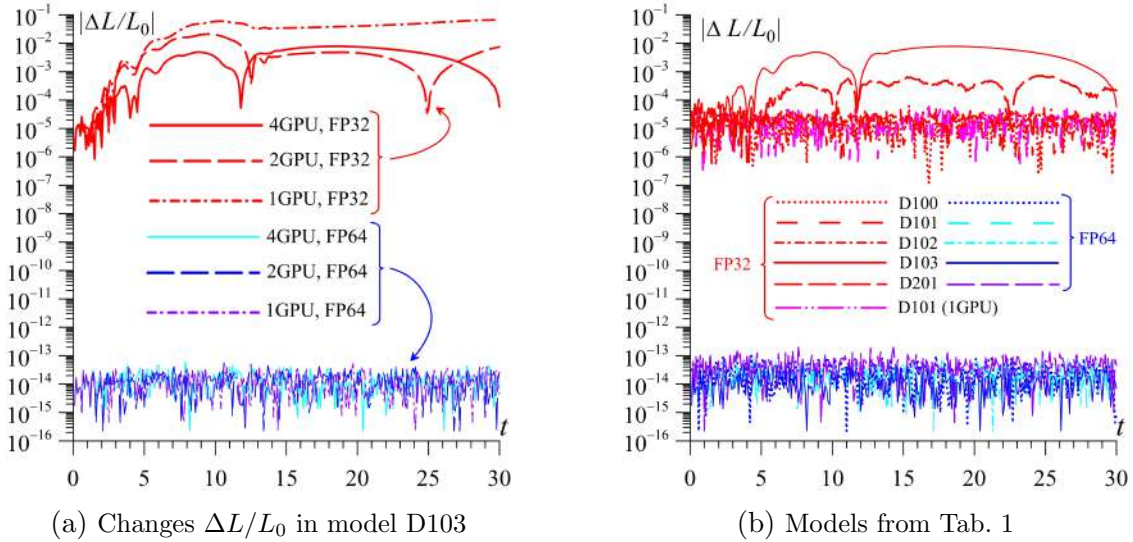 |ΔL/L₀|
10⁻¹
10⁻²
10⁻³
10⁻⁴
10⁻⁵
10⁻⁶
10⁻⁷
10⁻⁸
10⁻⁹
10⁻¹⁰
10⁻¹¹
10⁻¹²
10⁻¹³
10⁻¹⁴
10⁻¹⁵
10⁻¹⁶
4GPU, FP32
2GPU, FP32
1GPU, FP32
4GPU, FP64
2GPU, FP64
1GPU, FP64
t
0 5 10 15 20 25 30
(a) Changes ΔL/L₀ in model D103
|Δ L/L₀|
10⁻¹
10⁻²
10⁻³
10⁻⁴
10⁻⁵
10⁻⁶
10⁻⁷
10⁻⁸
10⁻⁹
10⁻¹⁰
10⁻¹¹
10⁻¹²
10⁻¹³
10⁻¹⁴
10⁻¹⁵
10⁻¹⁶
D100
D101
D102
D103
D201
D101 (1GPU)
FP32
FP64
t
0 5 10 15 20 25 30
(b) Models from Tab. 1